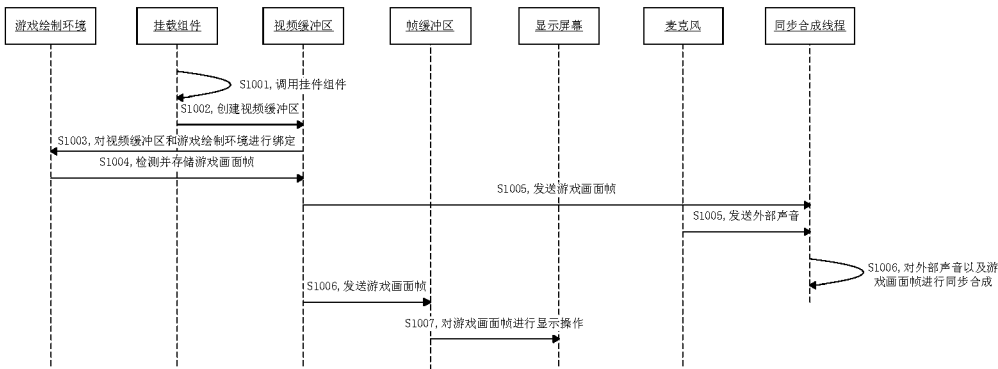 游戏绘制环境 挂载组件 视频缓冲区 帧缓冲区 显示屏幕 麦克风 同步合成线程
S1001,调用挂件组件
S1002,创建视频缓冲区
S1003,对视频缓冲区和游戏绘制环境进行绑定
S1004,检测并存储游戏画面帧
S1005,发送游戏画面帧
S1005,发送外部声音
S1006,对外部声音以及游
戏画面帧进行同步合成
S1006,发送游戏画面帧
S1007,对游戏画面帧进行显示操作